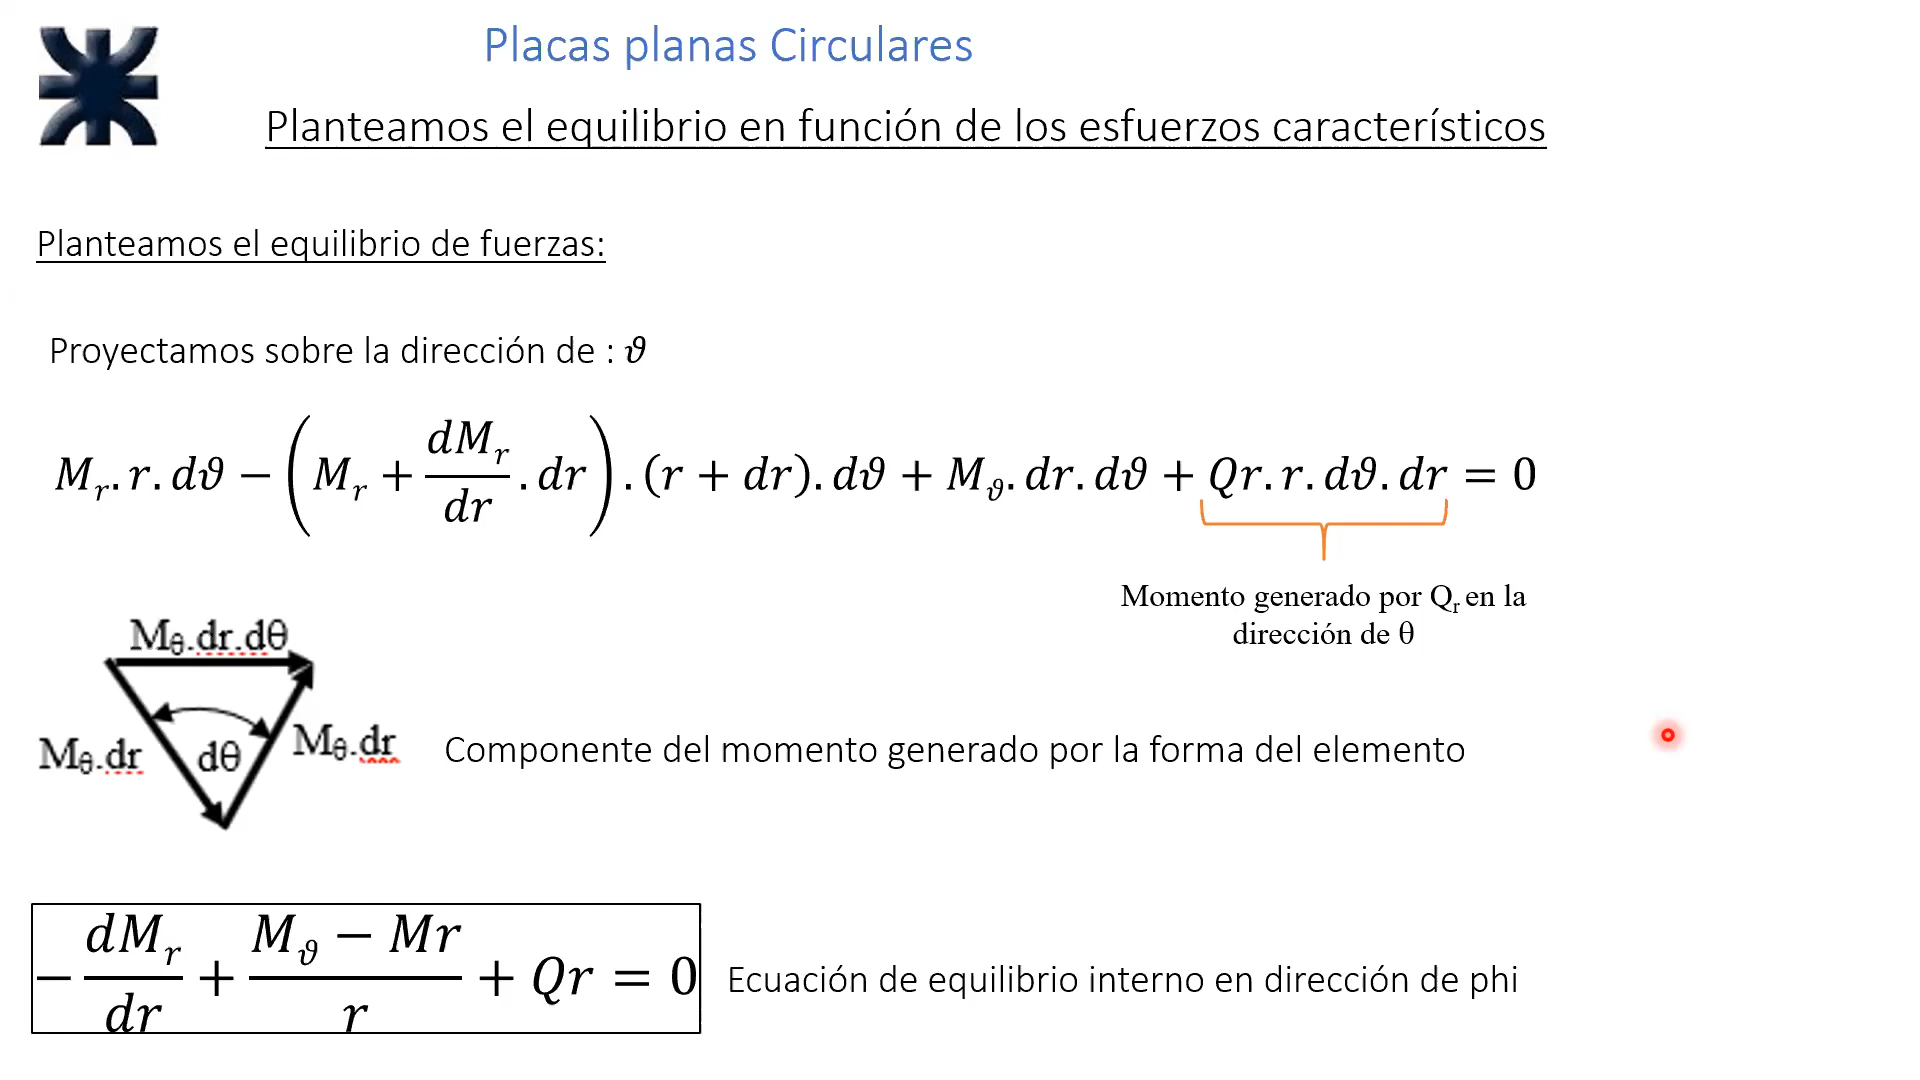 Placas planas Circulares
Planteamos el equilibrio en función de los esfuerzos característicos
Planteamos el equilibrio de fuerzas:
Proyectamos sobre la dirección de : 𝜗
M_r. r. d𝜗 − (M_r + dM_r/dr . dr) . (r + dr). d𝜗 + M_𝜗. dr. d𝜗 + Qr. r. d𝜗. dr = 0
Momento generado por Q_r en la
dirección de θ
M_θ.dr.dθ
M_θ.dr
dθ
M_θ.dr
Componente del momento generado por la forma del elemento
− dM_r/dr + (M_𝜗 − Mr)/r + Qr = 0
Ecuación de equilibrio interno en dirección de phi